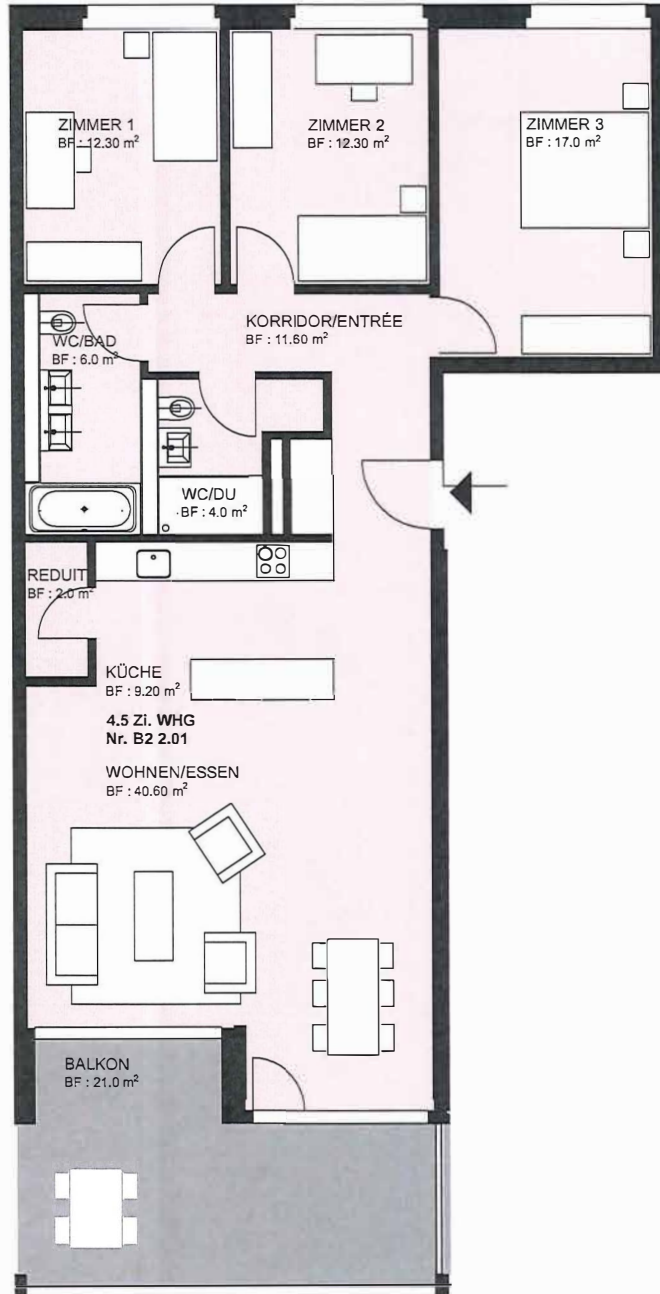 ZIMMER 1
BF : 12.30 m²
ZIMMER 2
BF : 12.30 m²
ZIMMER 3
BF : 17.0 m²
KORRIDOR/ENTRÉE
BF : 11.60 m²
WC/BAD
BF : 6.0 m²
WC/DU
BF : 4.0 m²
REDUIT
BF : 2.0 m²
KÜCHE
BF : 9.20 m²
4.5 Zi. WHG
Nr. B2 2.01
WOHNEN/ESSEN
BF : 40.60 m²
BALKON
BF : 21.0 m²